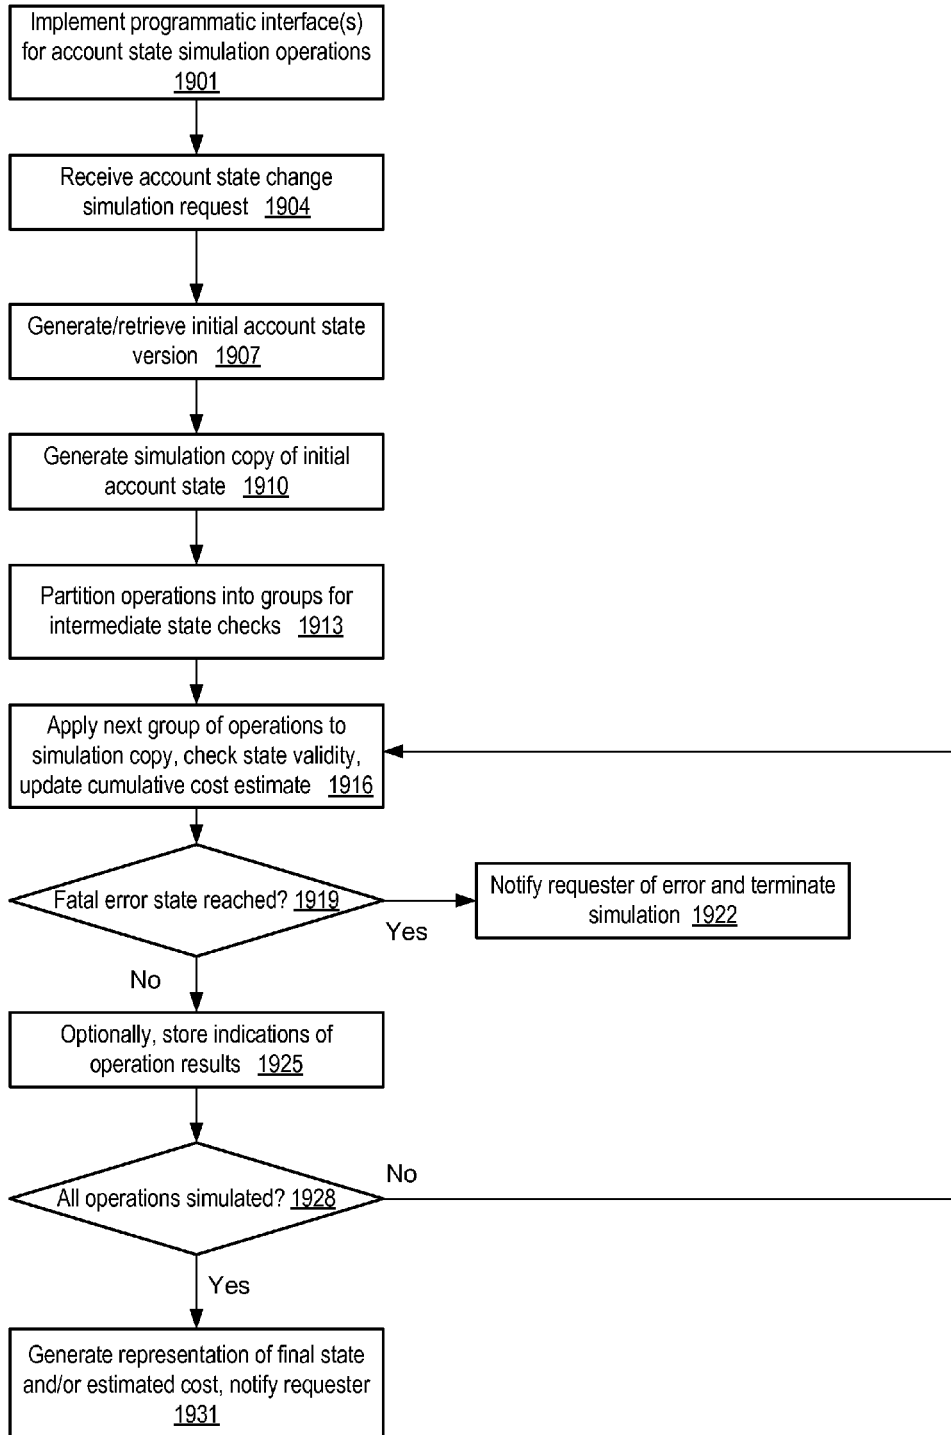 Implement programmatic interface(s)
for account state simulation operations
1901
Receive account state change
simulation request 1904
Generate/retrieve initial account state
version 1907
Generate simulation copy of initial
account state 1910
Partition operations into groups for
intermediate state checks 1913
Apply next group of operations to
simulation copy, check state validity,
update cumulative cost estimate 1916
Fatal error state reached? 1919
Yes
Notify requester of error and terminate
simulation 1922
No
Optionally, store indications of
operation results 1925
All operations simulated? 1928
No
Yes
Generate representation of final state
and/or estimated cost, notify requester
1931